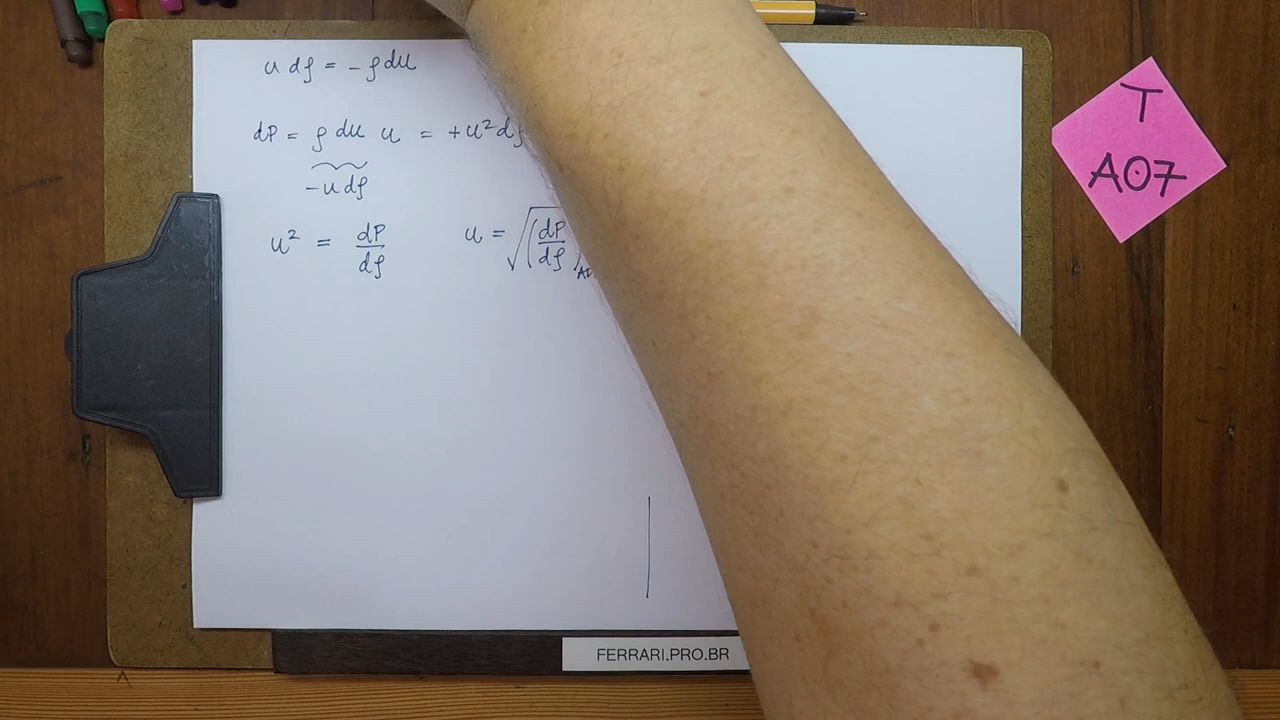 u dρ = - ρ du
dP = ρ du u = + u² dρ
- u dρ
u² = dP/dρ u = √(dP/dρ)
T
A07
FERRARI.PRO.BR